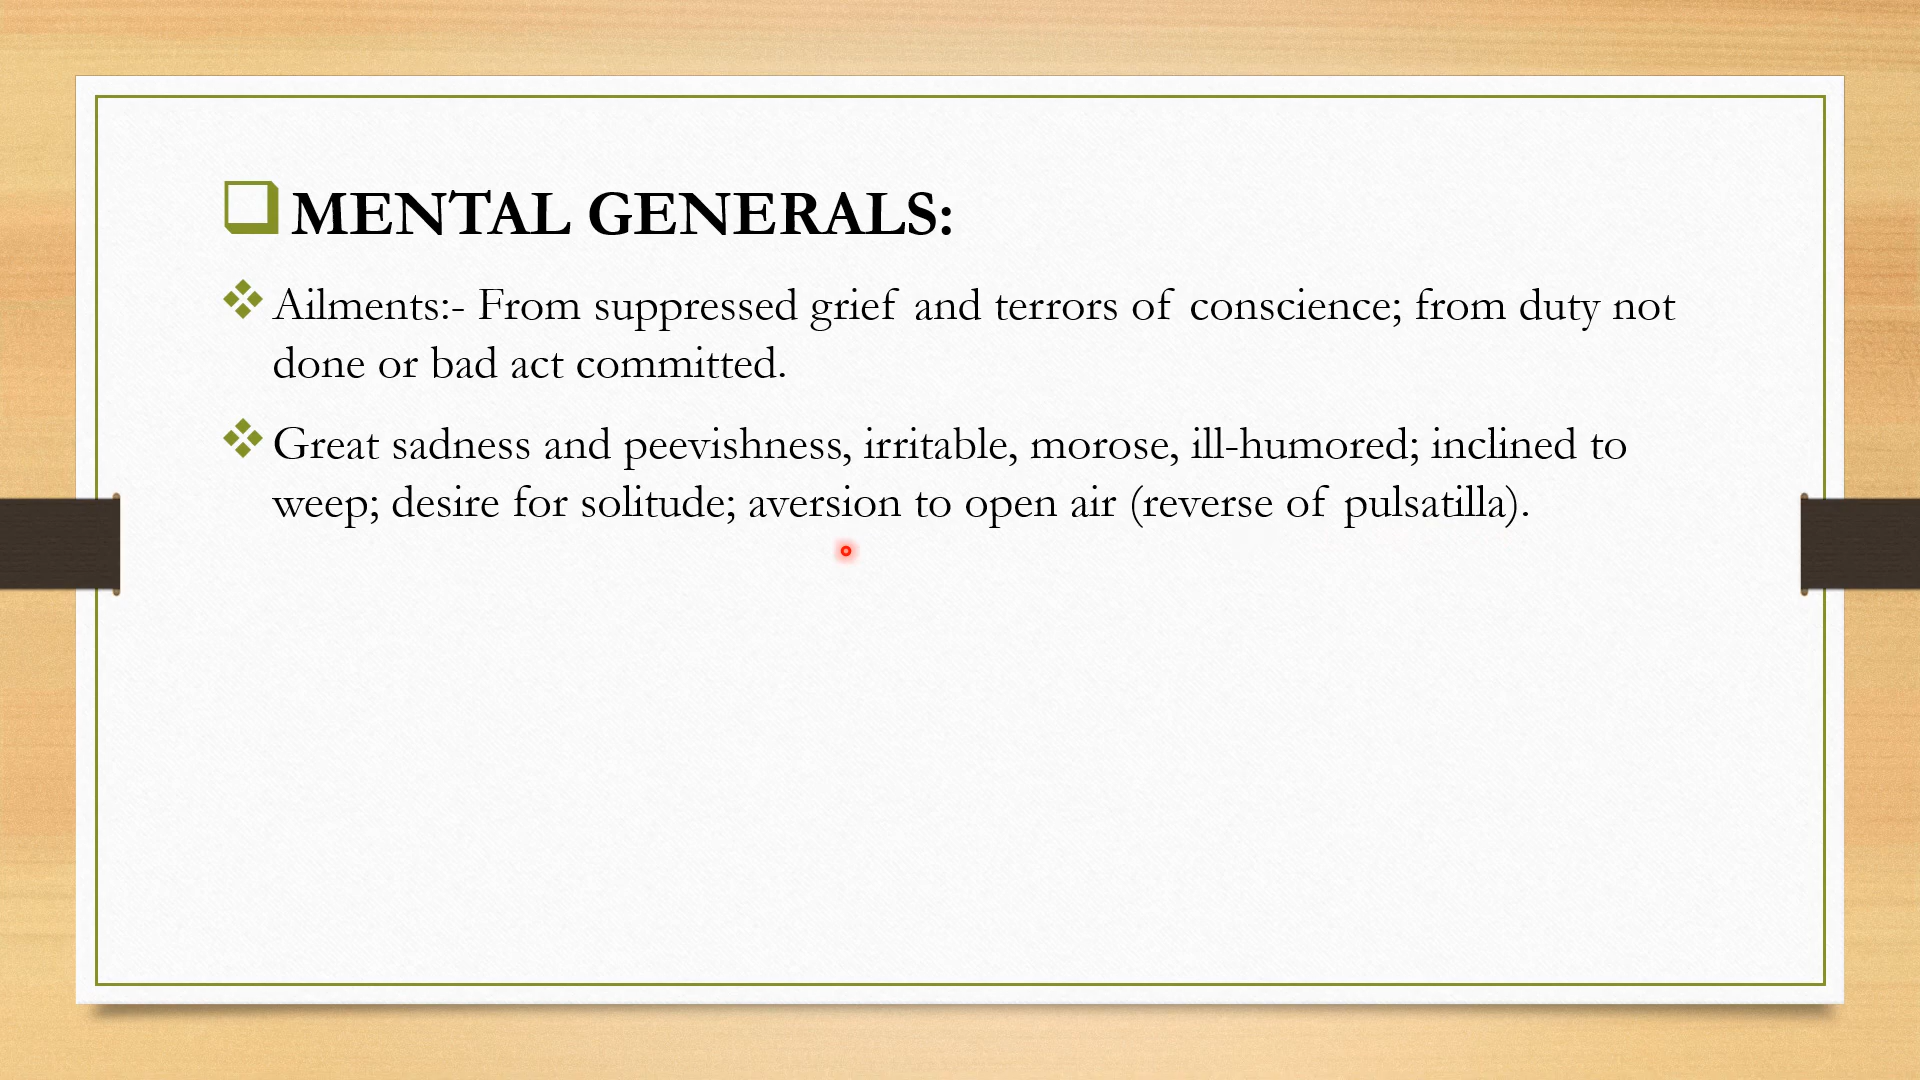 MENTAL GENERALS:
Ailments:- From suppressed grief and terrors of conscience; from duty not
done or bad act committed.
Great sadness and peevishness, irritable, morose, ill-humored; inclined to
weep; desire for solitude; aversion to open air (reverse of pulsatilla).